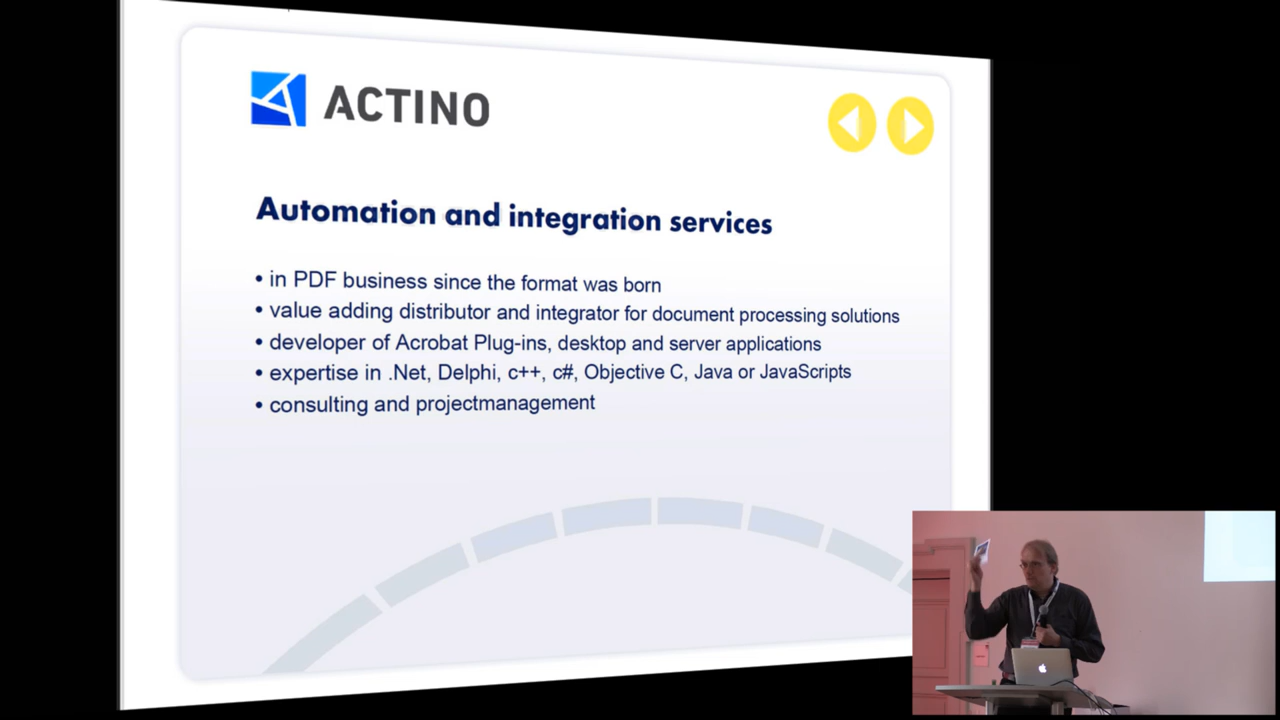 ACTINO
Automation and integration services
• in PDF business since the format was born
• value adding distributor and integrator for document processing solutions
• developer of Acrobat Plug-ins, desktop and server applications
• expertise in .Net, Delphi, c++, c#, Objective C, Java or JavaScripts
• consulting and projectmanagement